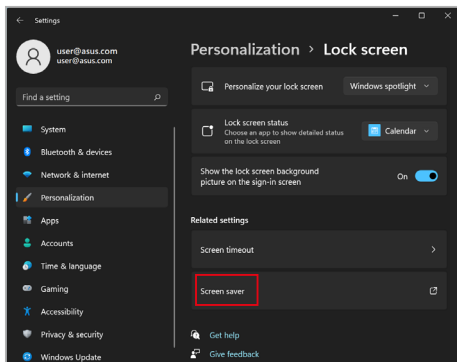 Settings
user@asus.com
user@asus.com
Find a setting
System
Bluetooth & devices
Network & internet
Personalization
Apps
Accounts
Time & language
Gaming
Accessibility
Privacy & security
Windows Update
Personalization > Lock screen
Personalize your lock screen
Windows spotlight
Lock screen status
Choose an app to show detailed status
on the lock screen
Calendar
Show the lock screen background
picture on the sign-in screen
On
Related settings
Screen timeout
Screen saver
Get help
Give feedback